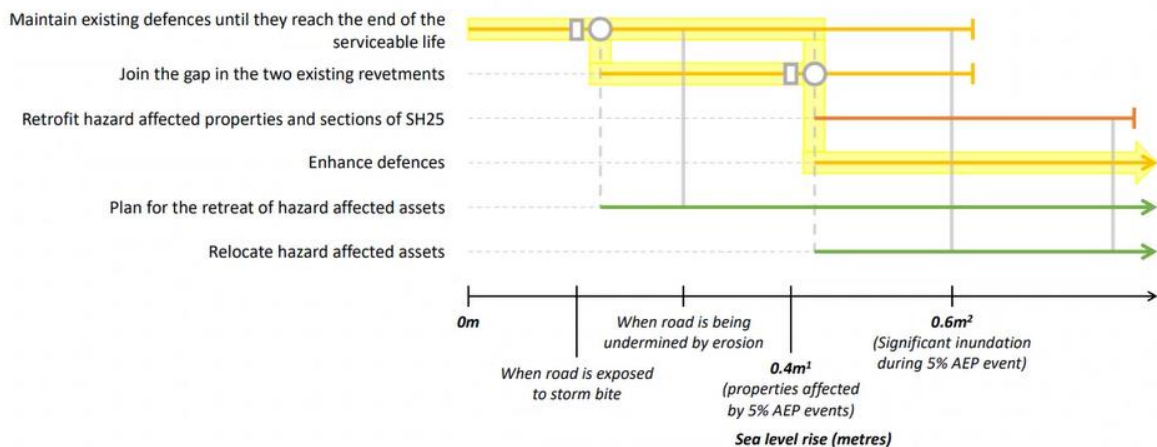 Maintain existing defences until they reach the end of the
serviceable life
Join the gap in the two existing revetments
Retrofit hazard affected properties and sections of SH25
Enhance defences
Plan for the retreat of hazard affected assets
Relocate hazard affected assets
0m
When road is exposed
to storm bite
When road is being
undermined by erosion
0.4m¹
(properties affected
by 5% AEP events)
0.6m²
(Significant inundation
during 5% AEP event)
Sea level rise (metres)